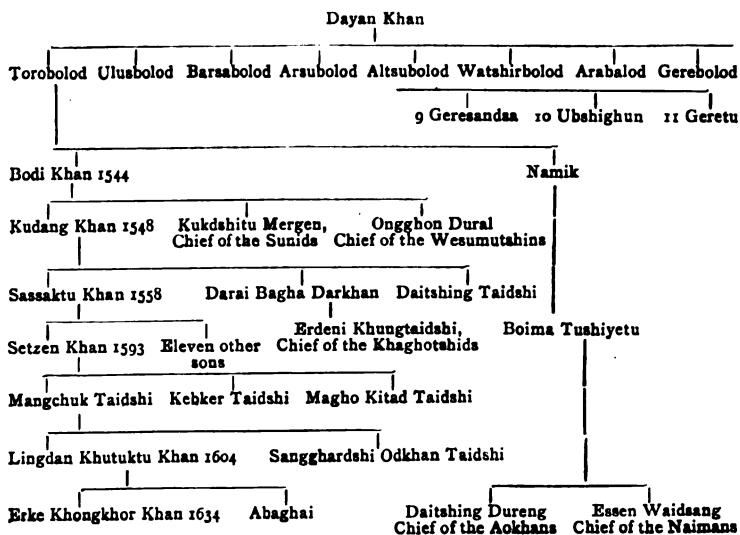 Dayan Khan
Torobolod Ulusbolod Barsabolod Arsubolod Altsubolod Watshirbolod Arabalod Gerebolod
9 Geresandsa 10 Ubshighun 11 Geretu
Bodi Khan 1544 Namik
Kudang Khan 1548 Kukdshitu Mergen, Ongghon Dural
Chief of the Sunids Chief of the Wesumutshins
Sassaktu Khan 1558 Darai Bagha Darkhan Daitshing Taidshi
Erdeni Khungtaidshi, Boima Tushiyetu
Setzen Khan 1593 Eleven other Chief of the Khaghotshids
sons
Mangchuk Taidshi Kebker Taidshi Magho Kitad Taidshi
Lingdan Khutuktu Khan 1604 Sangghardshi Odkhan Taidshi
Erke Khongkhor Khan 1634 Abaghai Daitshing Dureng Essen Waidsang
Chief of the Aokhans Chief of the Naimans